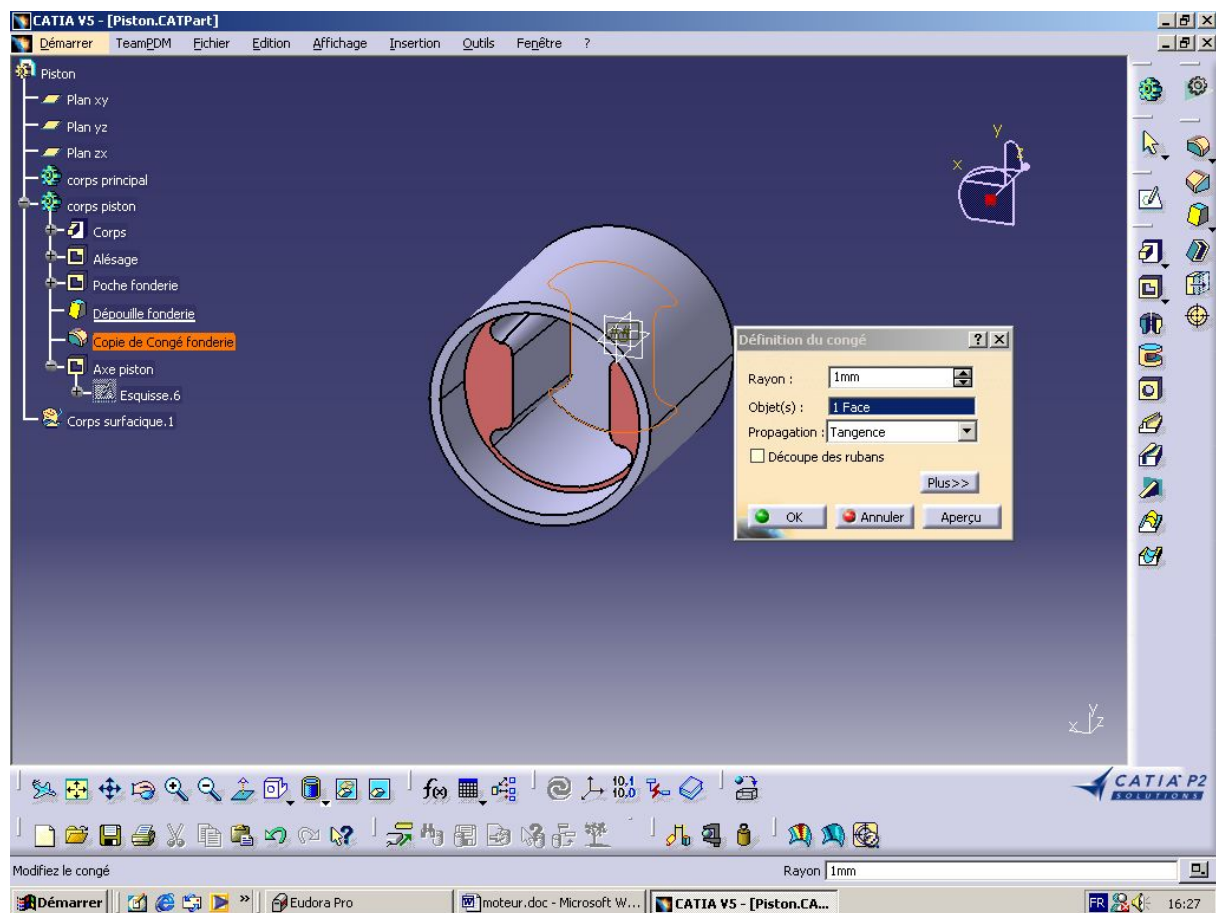 CATIA V5 - [Piston.CATPart]
Démarrer TeamPDM Fichier Edition Affichage Insertion Outils Fenêtre ?
Piston
Plan xy
Plan yz
Plan zx
corps principal
corps piston
Corps
Alésage
Poche fonderie
Dépouille fonderie
Copie de Congé fonderie
Axe piston
Esquisse.6
Corps surfacique.1
y
x
z
Définition du congé
Rayon : 1mm
Objet(s) : 1 Face
Propagation : Tangence
Découpe des rubans
Plus>>
OK Annuler Aperçu
y
x z
f(x)
10,1
10,0
CATIA P2
SOLUTIONS
Modifiez le congé
Rayon 1mm
Démarrer » Eudora Pro moteur.doc - Microsoft W... CATIA V5 - [Piston.CA... FR 16:27